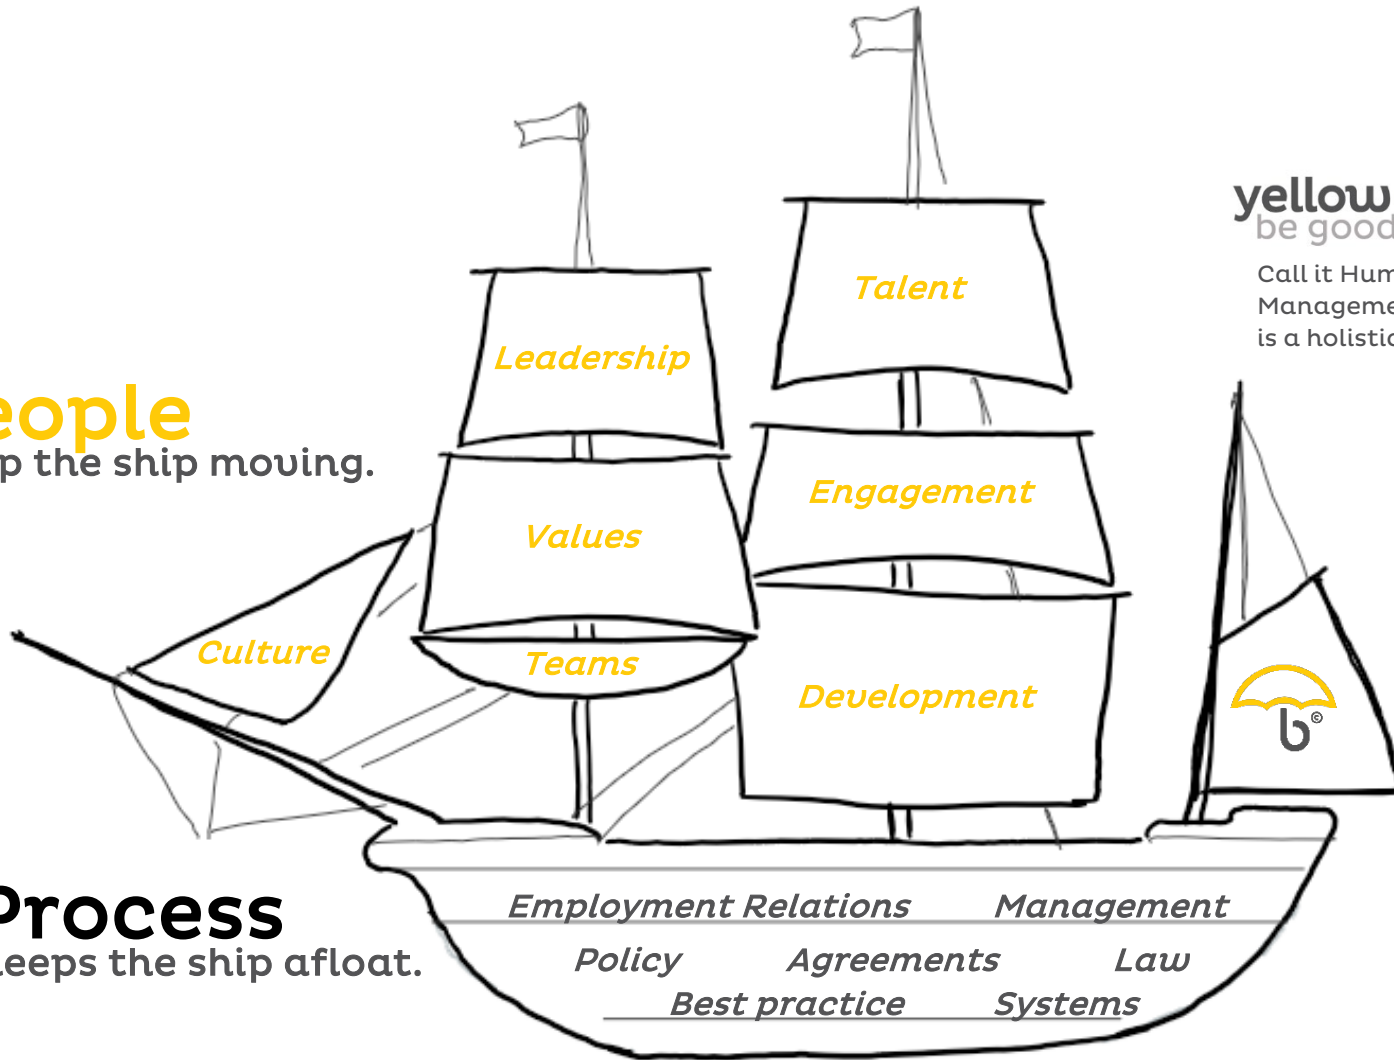 Talent
yellow
be good
Call it Hum
Manageme
is a holistic
Leadership
eople
p the ship moving.
Engagement
Values
Culture
Teams
Development
b©
Process
eeps the ship afloat.
Employment Relations Management
Policy Agreements Law
Best practice Systems